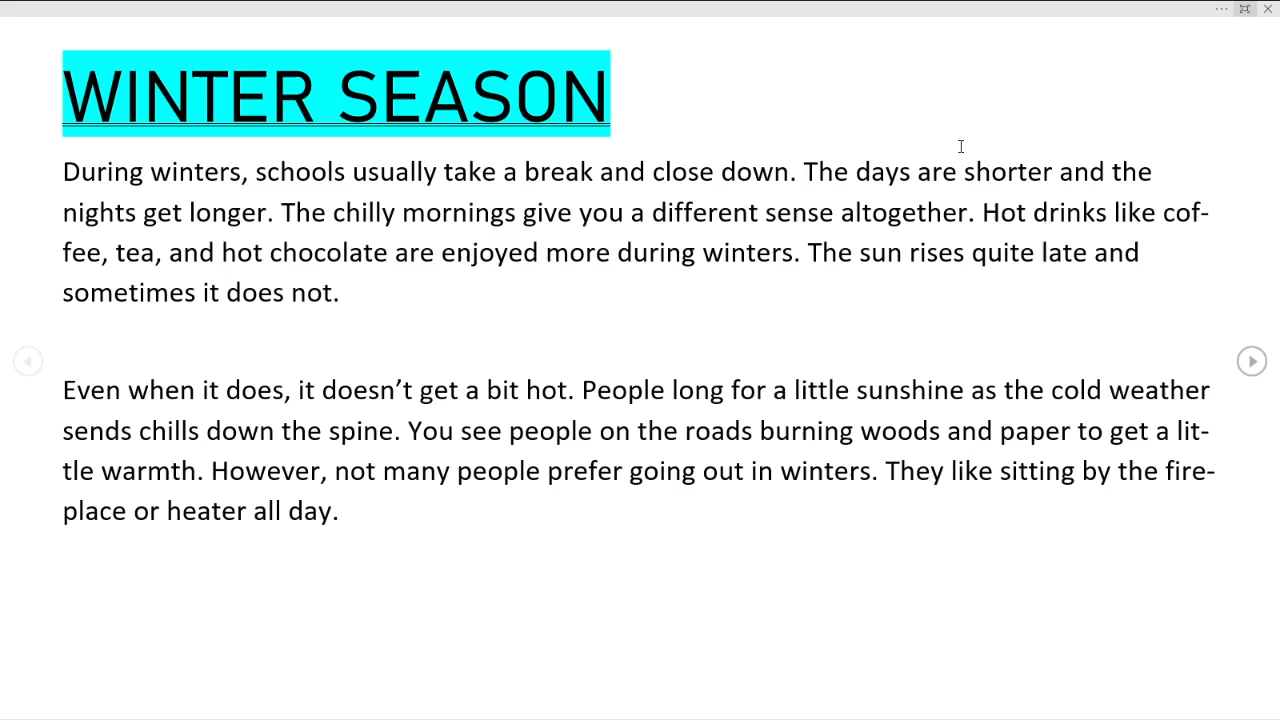 WINTER SEASON
During winters, schools usually take a break and close down. The days are shorter and the
nights get longer. The chilly mornings give you a different sense altogether. Hot drinks like cof-
fee, tea, and hot chocolate are enjoyed more during winters. The sun rises quite late and
sometimes it does not.
Even when it does, it doesn’t get a bit hot. People long for a little sunshine as the cold weather
sends chills down the spine. You see people on the roads burning woods and paper to get a lit-
tle warmth. However, not many people prefer going out in winters. They like sitting by the fire-
place or heater all day.